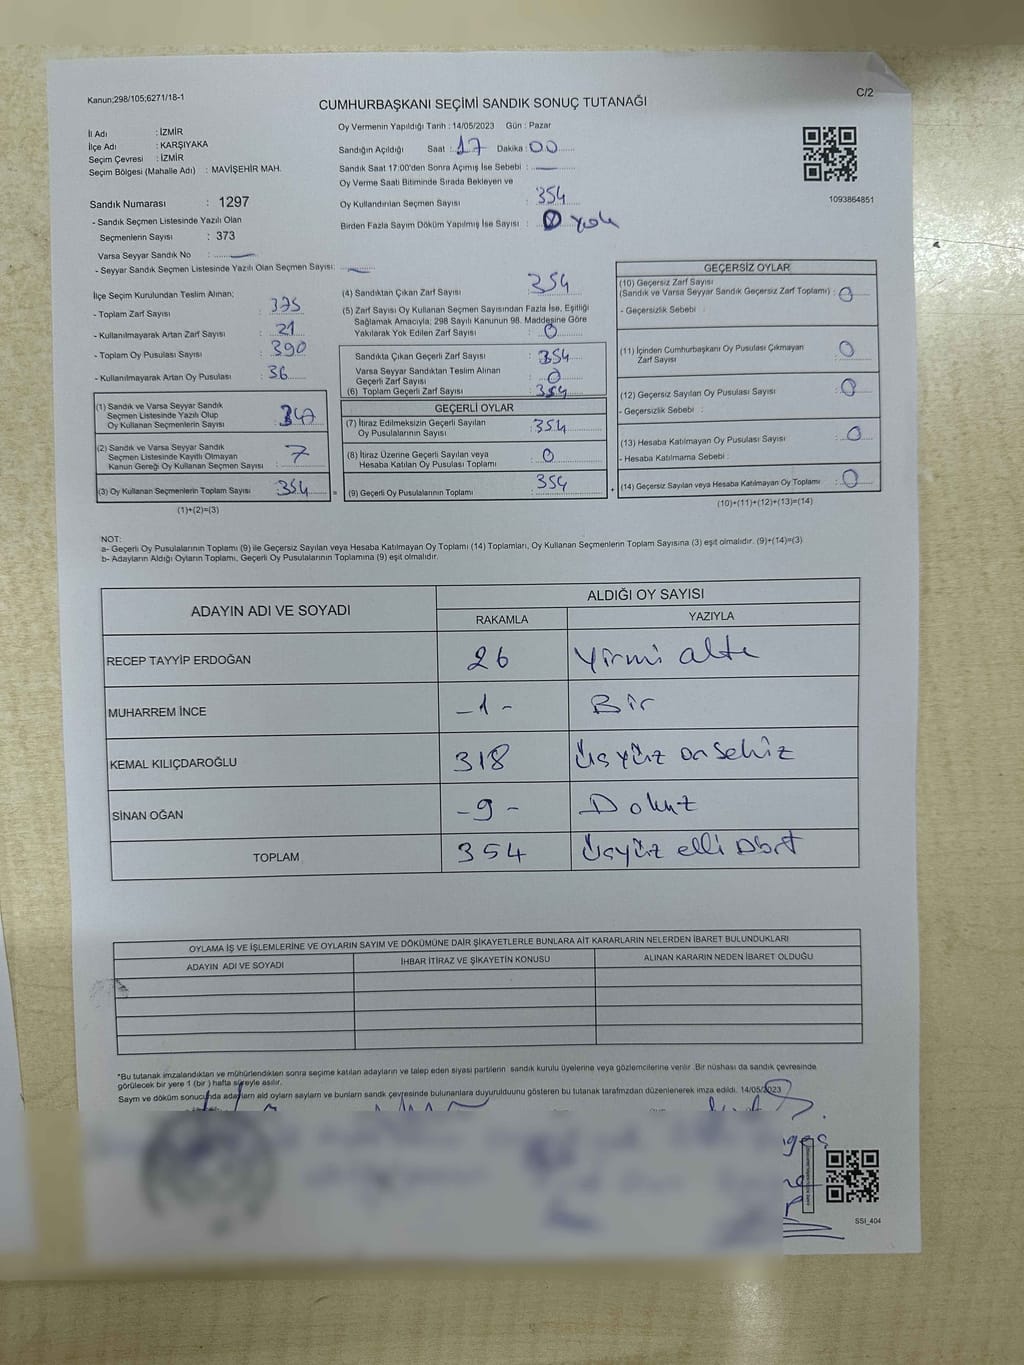 Kanun;298/105;6271/18-1
C/2
CUMHURBAŞKANI SEÇİMİ SANDIK SONUÇ TUTANAĞI
İl Adı : İZMİR
İlçe Adı : KARŞIYAKA
Seçim Çevresi : İZMİR
Seçim Bölgesi (Mahalle Adı) : MAVİŞEHİR MAH.
Oy Vermenin Yapıldığı Tarih : 14/05/2023 Gün : Pazar
Sandığın Açıldığı Saat : 17 Dakika : 00
Sandık Saat 17:00'den Sonra Açımış İse Sebebi :
Oy Verme Saati Bitiminde Sırada Bekleyen ve
Oy Kullandırılan Seçmen Sayısı : 354
Birden Fazla Sayım Döküm Yapılmış İse Sayısı : yok
1093864851
Sandık Numarası : 1297
- Sandık Seçmen Listesinde Yazılı Olan
Seçmenlerin Sayısı : 373
Varsa Seyyar Sandık No :
- Seyyar Sandık Seçmen Listesinde Yazılı Olan Seçmen Sayısı:
İlçe Seçim Kurulundan Teslim Alınan;
- Toplam Zarf Sayısı : 375
- Kullanılmayarak Artan Zarf Sayısı : 21
- Toplam Oy Pusulası Sayısı : 390
- Kullanılmayarak Artan Oy Pusulası : 36
(1) Sandık ve Varsa Seyyar Sandık
Seçmen Listesinde Yazılı Olup
Oy Kullanan Seçmenlerin Sayısı : 347
(2) Sandık ve Varsa Seyyar Sandık
Seçmen Listesinde Kayıtlı Olmayan
Kanun Gereği Oy Kullanan Seçmen Sayısı : 7
(3) Oy Kullanan Seçmenlerin Toplam Sayısı : 354
(1)+(2)=(3)
(4) Sandıktan Çıkan Zarf Sayısı : 354
(5) Zarf Sayısı Oy Kullanan Seçmen Sayısından Fazla İse, Eşitliği
Sağlamak Amacıyla; 298 Sayılı Kanunun 98. Maddesine Göre
Yakılarak Yok Edilen Zarf Sayısı : 0
Sandıkta Çıkan Geçerli Zarf Sayısı : 354
Varsa Seyyar Sandıktan Teslim Alınan
Geçerli Zarf Sayısı : 0
(6) Toplam Geçerli Zarf Sayısı : 354
GEÇERLİ OYLAR
(7) İtiraz Edilmeksizin Geçerli Sayılan
Oy Pusulalarının Sayısı : 354
(8) İtiraz Üzerine Geçerli Sayılan veya
Hesaba Katılan Oy Pusulası Toplamı : 0
(9) Geçerli Oy Pusulalarının Toplamı : 354
GEÇERSİZ OYLAR
(10) Geçersiz Zarf Sayısı
(Sandık ve Varsa Seyyar Sandık Geçersiz Zarf Toplamı) : 0
- Geçersizlik Sebebi :
(11) İçinden Cumhurbaşkanı Oy Pusulası Çıkmayan
Zarf Sayısı : 0
(12) Geçersiz Sayılan Oy Pusulası Sayısı : 0
- Geçersizlik Sebebi :
(13) Hesaba Katılmayan Oy Pusulası Sayısı : 0
- Hesaba Katılmama Sebebi :
(14) Geçersiz Sayılan veya Hesaba Katılmayan Oy Toplamı : 0
(10)+(11)+(12)+(13)=(14)
NOT:
a- Geçerli Oy Pusulalarının Toplamı (9) ile Geçersiz Sayılan veya Hesaba Katılmayan Oy Toplamı (14) Toplamları, Oy Kullanan Seçmenlerin Toplam Sayısına (3) eşit olmalıdır. (9)+(14)=(3)
b- Adayların Aldığı Oyların Toplamı, Geçerli Oy Pusulalarının Toplamına (9) eşit olmalıdır.
ADAYIN ADI VE SOYADI ALDIĞI OY SAYISI
RAKAMLA YAZIYLA
RECEP TAYYİP ERDOĞAN 26 Yirmi altı
MUHARREM İNCE -1- Bir
KEMAL KILIÇDAROĞLU 318 Üçyüz onsekiz
SİNAN OĞAN -9- Dokuz
TOPLAM 354 Üçyüz elli Dört
OYLAMA İŞ VE İŞLEMLERİNE VE OYLARIN SAYIM VE DÖKÜMÜNE DAİR ŞİKAYETLERLE BUNLARA AİT KARARLARIN NELERDEN İBARET BULUNDUKLARI
ADAYIN ADI VE SOYADI İHBAR İTİRAZ VE ŞİKAYETİN KONUSU ALINAN KARARIN NEDEN İBARET OLDUĞU
*Bu tutanak imzalandıktan ve mühürlendikten sonra seçime katılan adayların ve talep eden siyasi partilerin sandık kurulu üyelerine veya gözlemcilerine verilir. Bir nüshası da sandık çevresinde
görülecek bir yere 1 (bir ) hafta süreyle asılır.
Sayım ve döküm sonucunda adayların aldı oyların sayları ve bunların sandık çevresinde bulunanlara duyurulduunu gösteren bu tutanak tarafmzdan düzenlenerek imza edildi. 14/05/2023
SSI_404